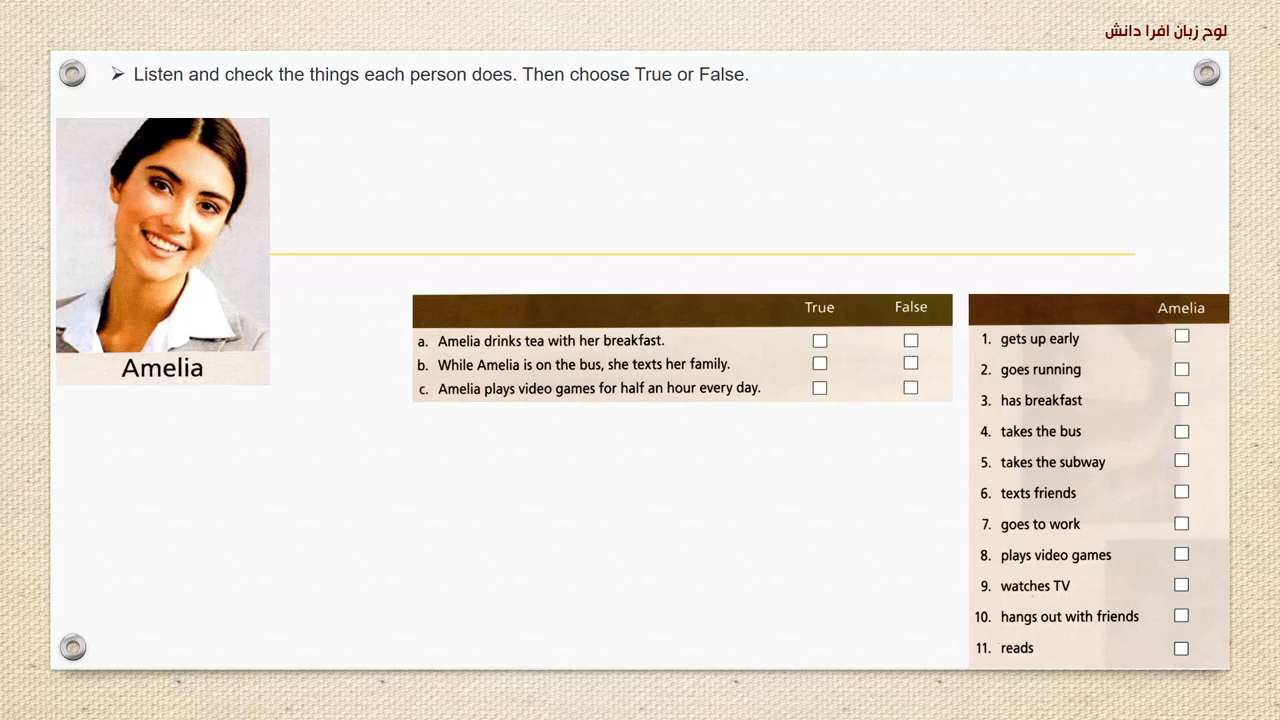 لوح زبان افرا دانش
Listen and check the things each person does. Then choose True or False.
Amelia
True False
a. Amelia drinks tea with her breakfast.
b. While Amelia is on the bus, she texts her family.
c. Amelia plays video games for half an hour every day.
Amelia
1. gets up early
2. goes running
3. has breakfast
4. takes the bus
5. takes the subway
6. texts friends
7. goes to work
8. plays video games
9. watches TV
10. hangs out with friends
11. reads